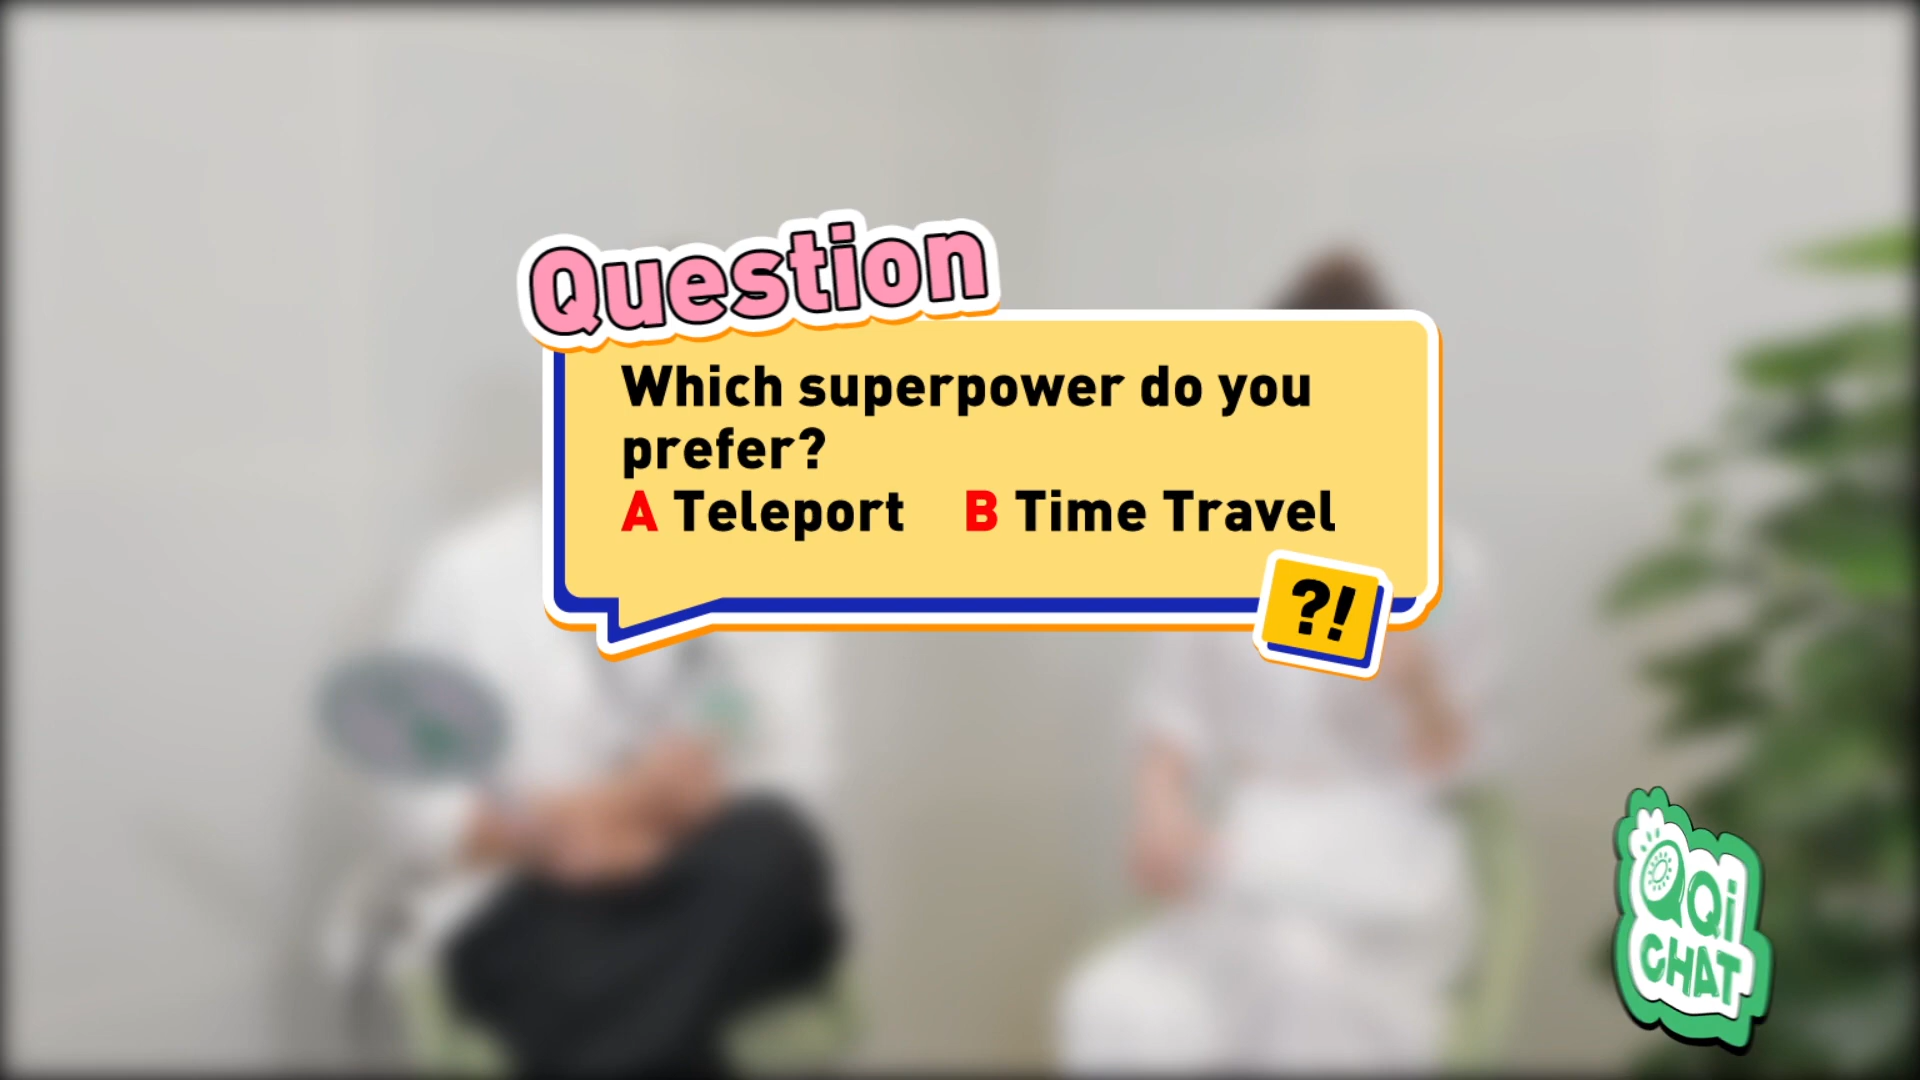 Question
Which superpower do you
prefer?
A Teleport B Time Travel
?!
Qi
CHAT